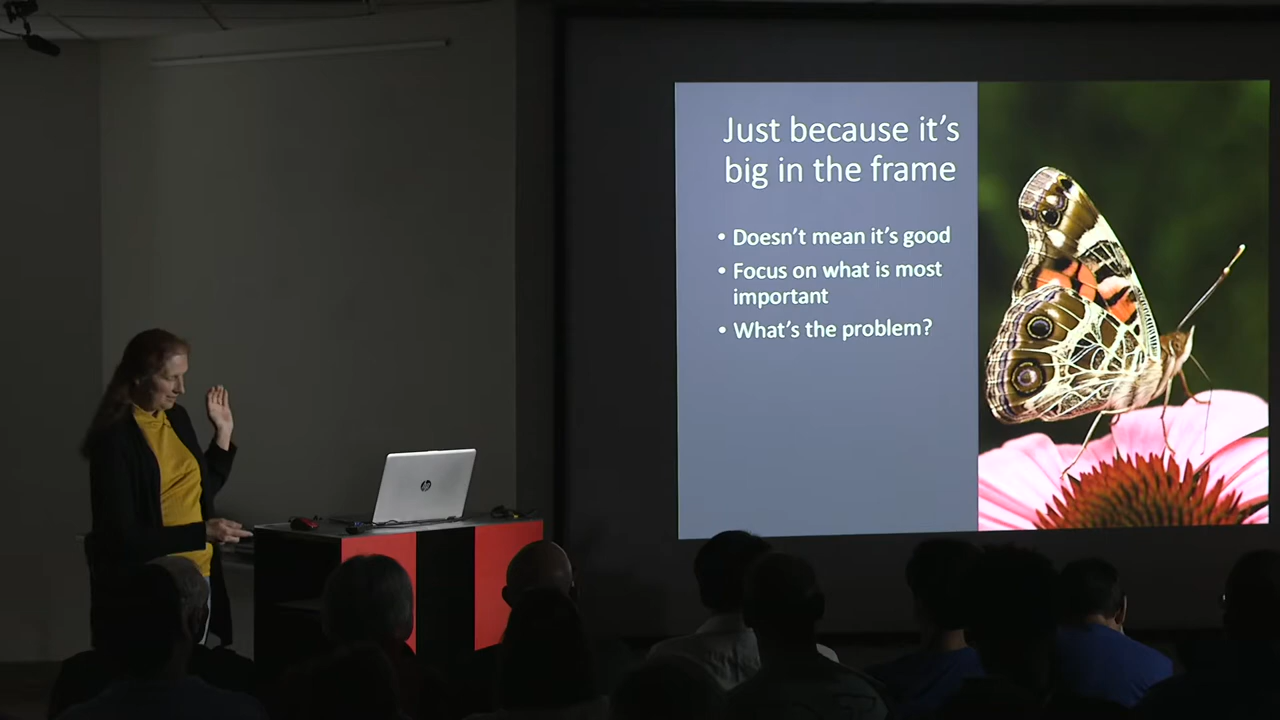 Just because it's
big in the frame
• Doesn't mean it's good
• Focus on what is most
important
• What's the problem?
hp